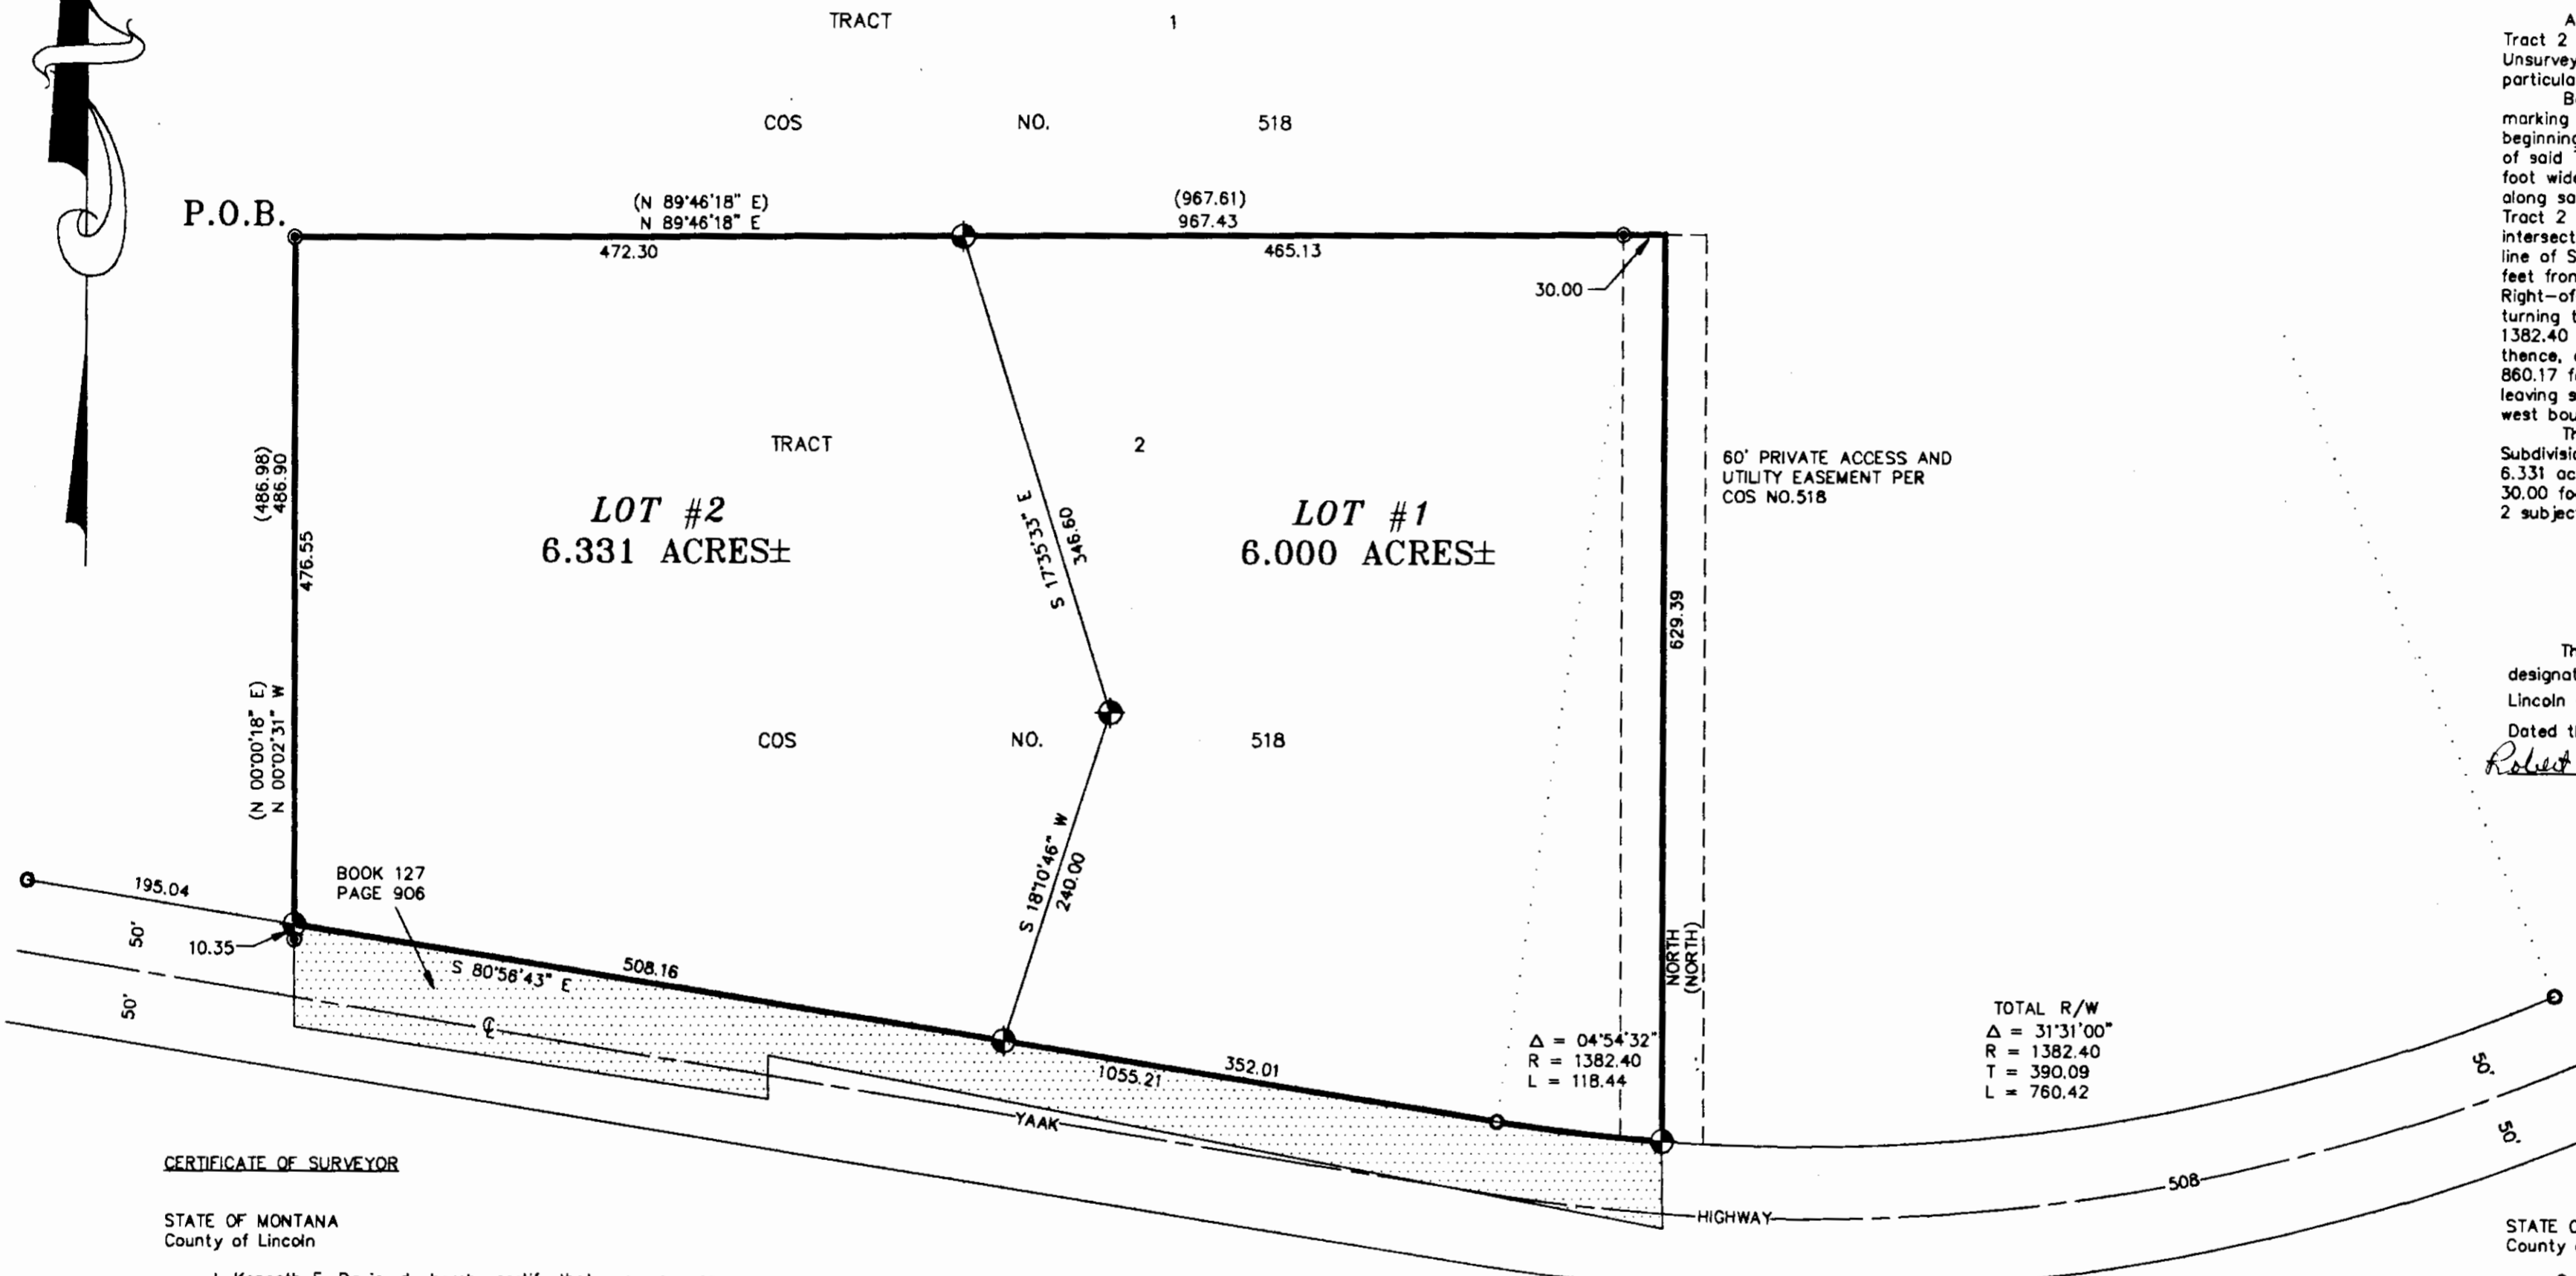 TRACT 1
COS NO. 518
P.O.B.
(N 89°46'18" E)
N 89°46'18" E
472.30
(967.61)
967.43
465.13
30.00
TRACT 2
LOT #2
6.331 ACRES±
LOT #1
6.000 ACRES±
S 17°35'33" E
346.60
60' PRIVATE ACCESS AND
UTILITY EASEMENT PER
COS NO.518
(486.98)
486.90
476.55
629.39
(N 00°00'18" E)
N 00°02'31" W
COS NO. 518
S 18°10'46" W
240.00
NORTH
(NORTH)
195.04
50'
50'
10.35
BOOK 127
PAGE 906
S 80°56'43" E
508.16
℄
352.01
1055.21
Δ = 04°54'32"
R = 1382.40
L = 118.44
TOTAL R/W
Δ = 31°31'00"
R = 1382.40
T = 390.09
L = 760.42
50'
50'
YAAK HIGHWAY 508
CERTIFICATE OF SURVEYOR
STATE OF MONTANA
County of Lincoln
Tract 2
Unsurvey
particula
marking
beginning
of said
foot wide
along sa
Tract 2
intersect
line of S
feet fron
Right-of
turning t
1382.40
thence,
860.17 f
leaving s
west bou
Th
Subdivisi
6.331 ac
30.00 fo
2 subjec
Th
designat
Lincoln
Dated t
Robert
STATE O
County